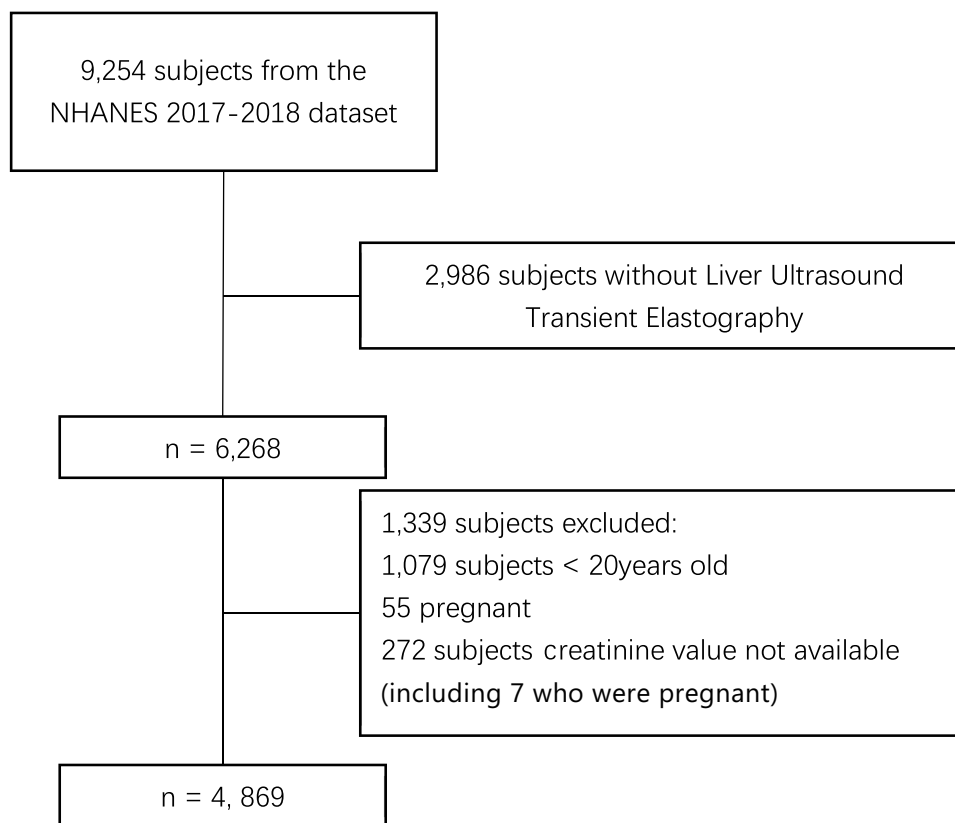 9,254 subjects from the
NHANES 2017-2018 dataset
2,986 subjects without Liver Ultrasound
Transient Elastography
n = 6,268
1,339 subjects excluded:
1,079 subjects < 20years old
55 pregnant
272 subjects creatinine value not available
(including 7 who were pregnant)
n = 4, 869